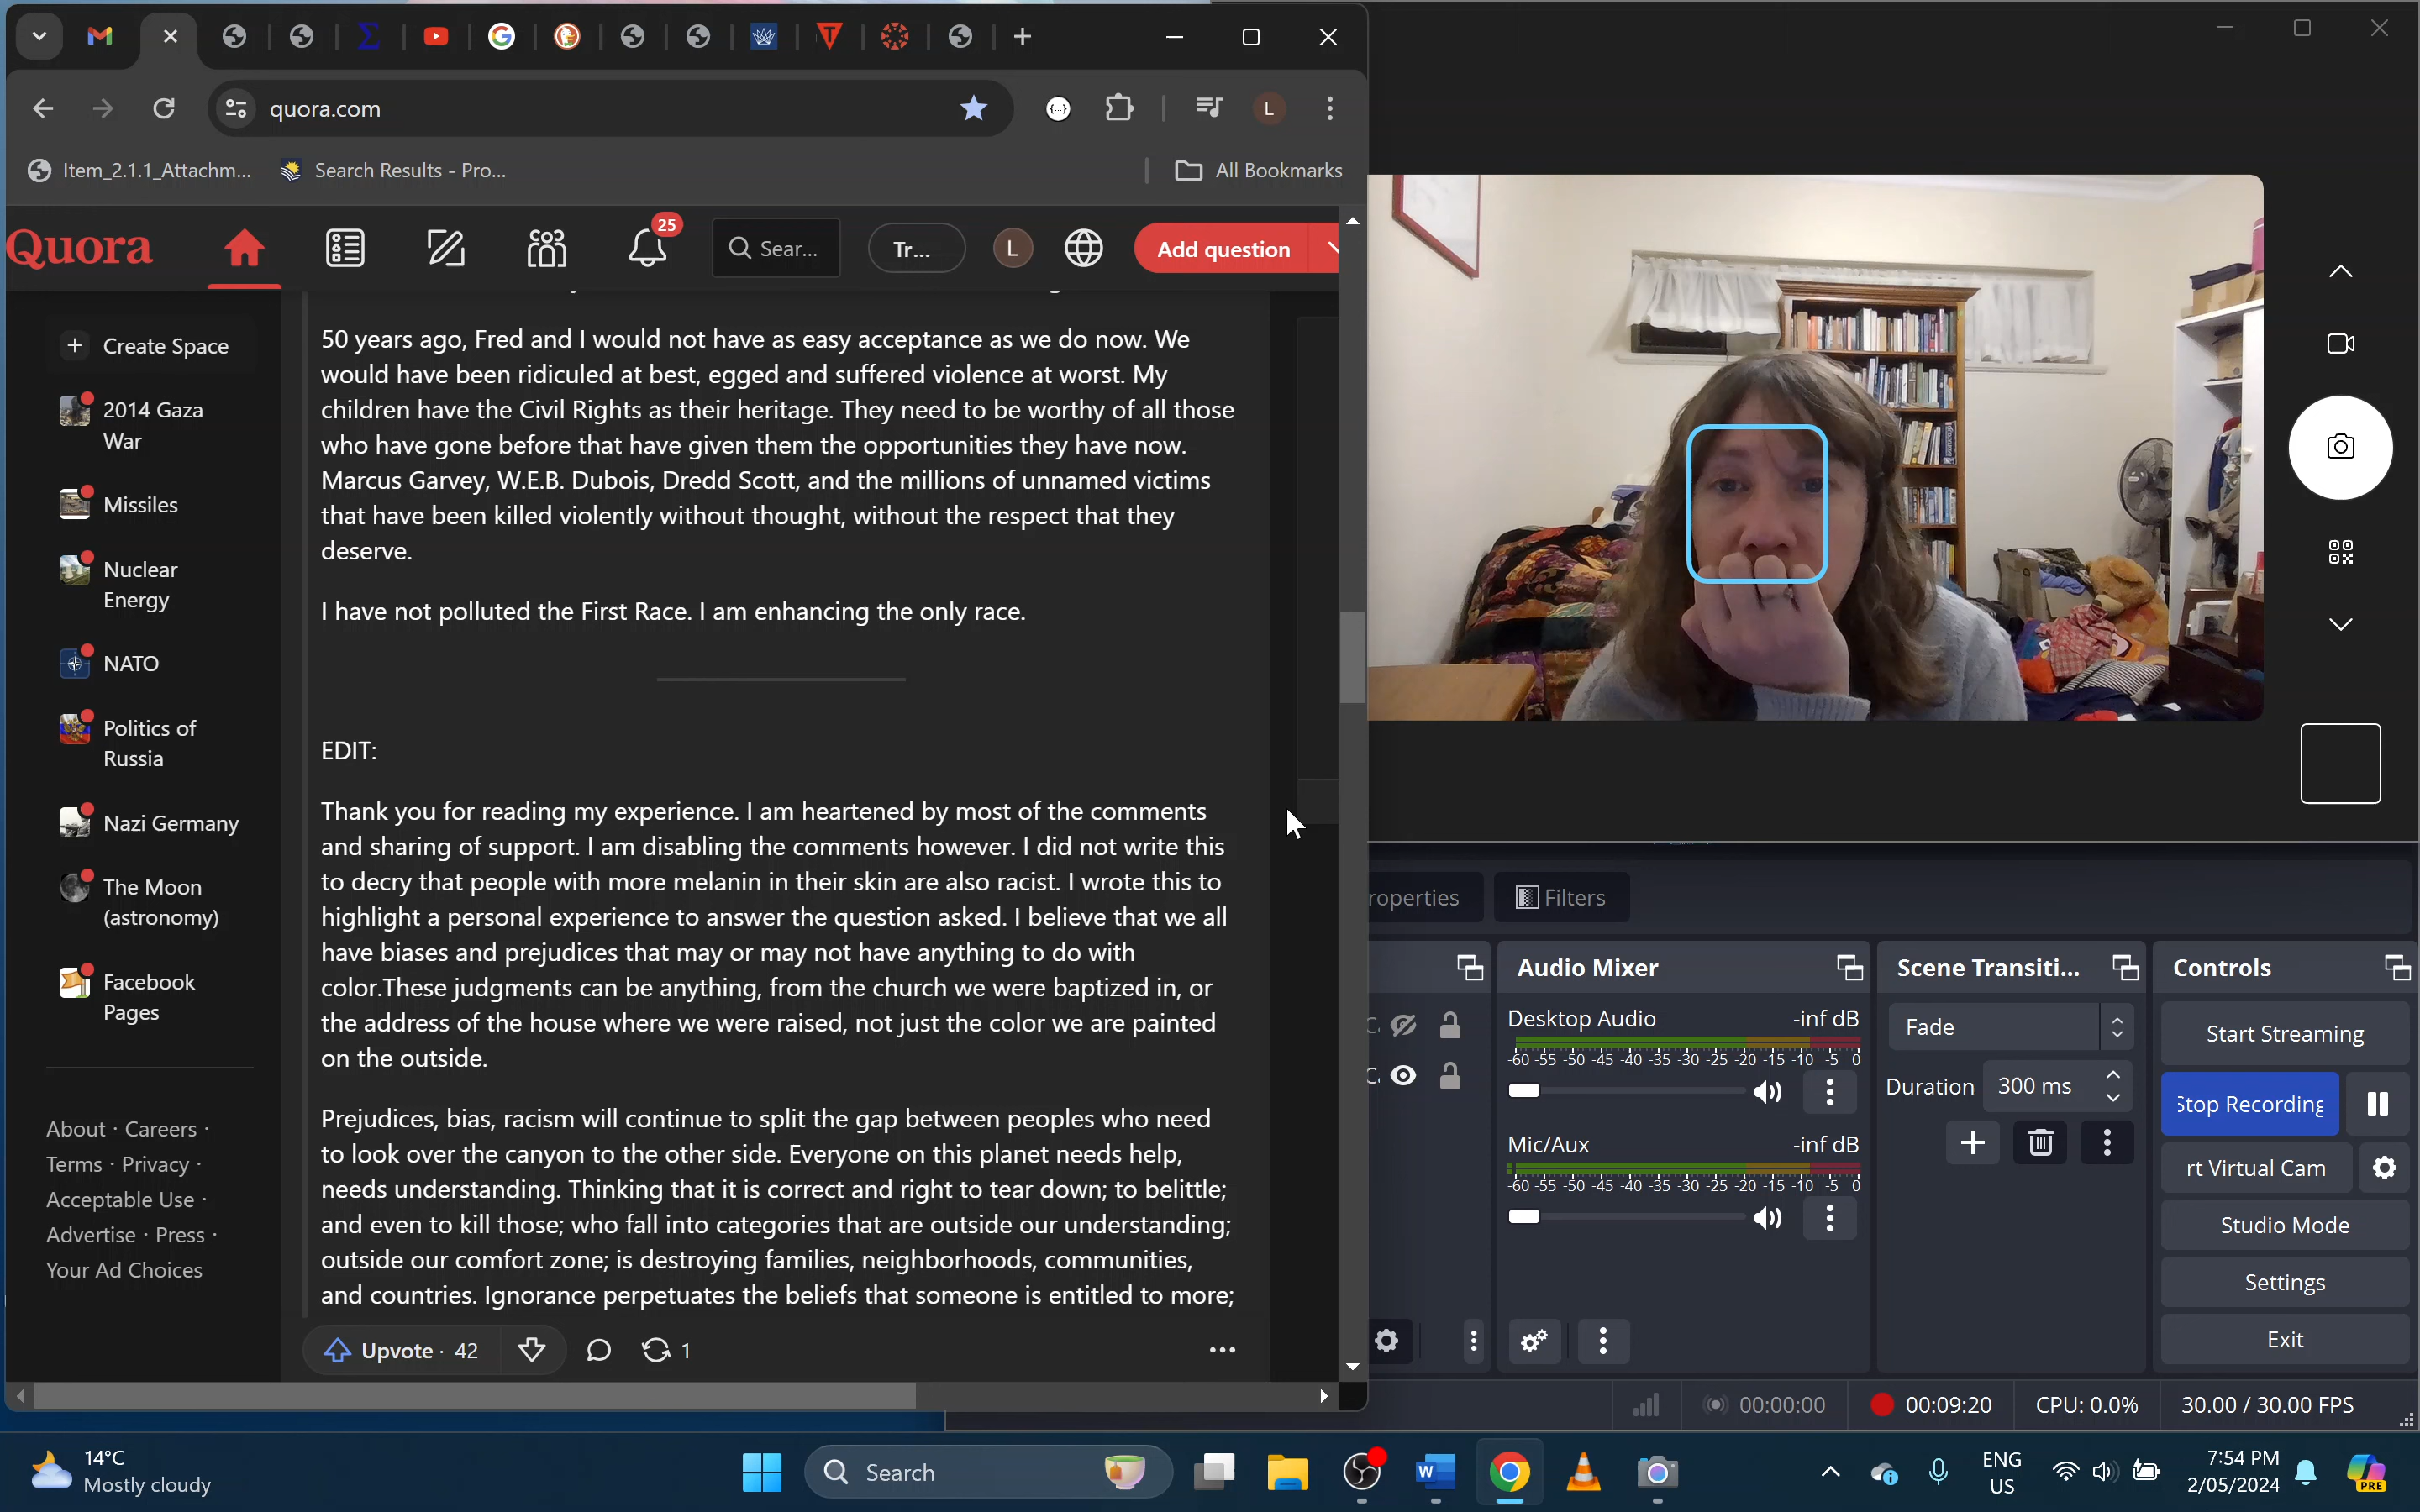 quora.com
L
Item_2.1.1_Attachm...
Search Results - Pro...
All Bookmarks
Quora
25
Sear...
Tr...
L
Add question
Create Space
2014 Gaza
War
Missiles
Nuclear
Energy
NATO
Politics of
Russia
Nazi Germany
The Moon
(astronomy)
Facebook
Pages
About · Careers ·
Terms · Privacy ·
Acceptable Use ·
Advertise · Press ·
Your Ad Choices
50 years ago, Fred and I would not have as easy acceptance as we do now. We
would have been ridiculed at best, egged and suffered violence at worst. My
children have the Civil Rights as their heritage. They need to be worthy of all those
who have gone before that have given them the opportunities they have now.
Marcus Garvey, W.E.B. Dubois, Dredd Scott, and the millions of unnamed victims
that have been killed violently without thought, without the respect that they
deserve.
I have not polluted the First Race. I am enhancing the only race.
EDIT:
Thank you for reading my experience. I am heartened by most of the comments
and sharing of support. I am disabling the comments however. I did not write this
to decry that people with more melanin in their skin are also racist. I wrote this to
highlight a personal experience to answer the question asked. I believe that we all
have biases and prejudices that may or may not have anything to do with
color.These judgments can be anything, from the church we were baptized in, or
the address of the house where we were raised, not just the color we are painted
on the outside.
Prejudices, bias, racism will continue to split the gap between peoples who need
to look over the canyon to the other side. Everyone on this planet needs help,
needs understanding. Thinking that it is correct and right to tear down; to belittle;
and even to kill those; who fall into categories that are outside our understanding;
outside our comfort zone; is destroying families, neighborhoods, communities,
and countries. Ignorance perpetuates the beliefs that someone is entitled to more;
Upvote · 42
1
roperties
Filters
Audio Mixer
Desktop Audio -inf dB
-60 -55 -50 -45 -40 -35 -30 -25 -20 -15 -10 -5 0
Mic/Aux -inf dB
-60 -55 -50 -45 -40 -35 -30 -25 -20 -15 -10 -5 0
Scene Transiti...
Fade
Duration 300 ms
Controls
Start Streaming
Stop Recording
rt Virtual Cam
Studio Mode
Settings
Exit
00:00:00
00:09:20
CPU: 0.0%
30.00 / 30.00 FPS
14°C
Mostly cloudy
Search
ENG
US
7:54 PM
2/05/2024
PRE